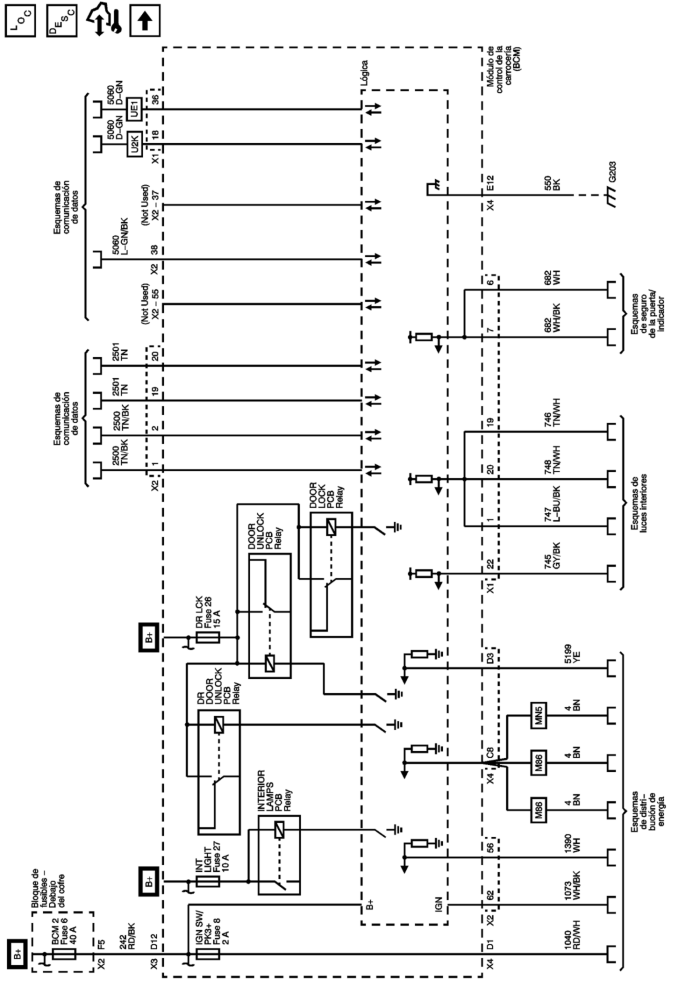 B+
Bloque de
fusibles –
Debajo
del cofre
BCM 2
Fuse 6
40 A
X2
F5
242
RD/BK
X3
D12
IGN SW/
PK3+
Fuse 8
2 A
B+
INT
LIGHT
Fuse 27
10 A
INTERIOR
LAMPS
PCB
Relay
DR
DOOR
UNLOCK
PCB
Relay
B+
DR LCK
Fuse 26
15 A
DOOR
UNLOCK
PCB
Relay
DOOR
LOCK
PCB
Relay
Esquemas de
comunicación
de datos
2500
TN/BK
2500
TN/BK
2501
TN
2501
TN
X2
1
2
19
20
Esquemas de
comunicación
de datos
(Not Used)
X2 – 55
5060
L–GN/BK
X2
38
(Not Used)
X2 – 37
5060
D–GN
U2K
5060
D–GN
UE1
X1
18
36
L O C
D E S C
Lógica
Módulo de
control de la
carrocería
(BCM)
B+
IGN
X4
D1
X2
62
56
X4
C8
D3
X1
22
1
20
19
7
6
X4
E12
1040
RD/WH
1073
WH/BK
1390
WH
M86
4
BN
M86
4
BN
MN5
4
BN
5199
YE
745
GY/BK
747
L–BU/BK
748
TN/WH
746
TN/WH
682
WH/BK
682
WH
550
BK
G203
Esquemas
de distri–
bución de
energía
Esquemas de
luces interiores
Esquemas
de seguro
de la puerta/
indicador